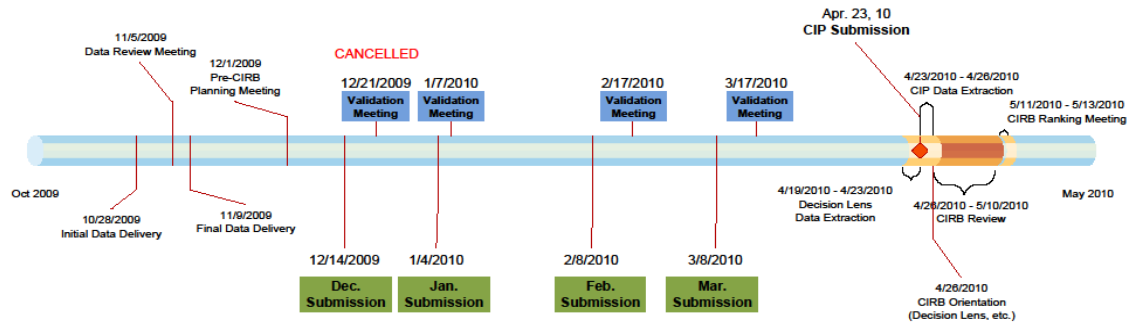 Apr. 23, 10
CIP Submission
11/5/2009
Data Review Meeting
12/1/2009
Pre-CIRB
Planning Meeting
CANCELLED
12/21/2009
Validation
Meeting
1/7/2010
Validation
Meeting
2/17/2010
Validation
Meeting
3/17/2010
Validation
Meeting
4/23/2010 - 4/26/2010
CIP Data Extraction
5/11/2010 - 5/13/2010
CIRB Ranking Meeting
Oct 2009
May 2010
10/28/2009
Initial Data Delivery
11/9/2009
Final Data Delivery
4/19/2010 - 4/23/2010
Decision Lens
Data Extraction
4/26/2010 - 5/10/2010
CIRB Review
12/14/2009
Dec.
Submission
1/4/2010
Jan.
Submission
2/8/2010
Feb.
Submission
3/8/2010
Mar.
Submission
4/26/2010
CIRB Orientation
(Decision Lens, etc.)